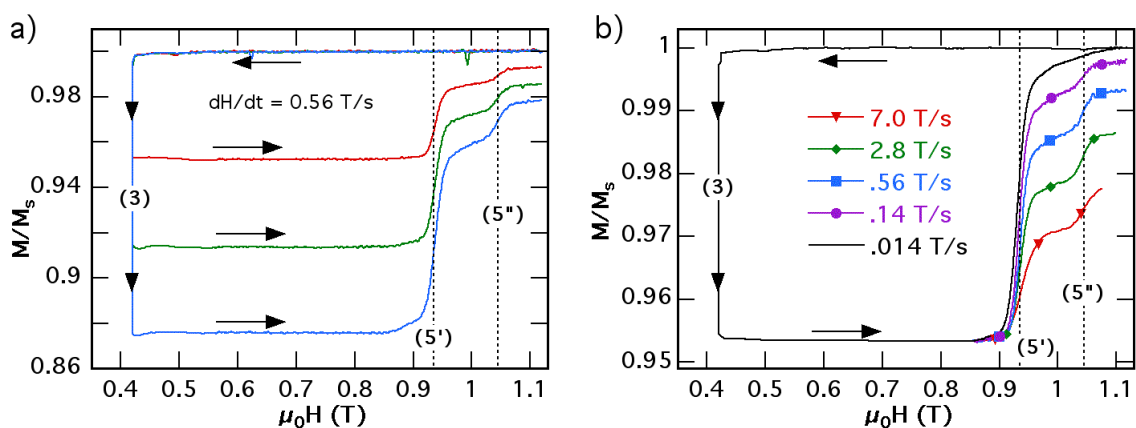 a)
M/Mₛ
0.98
0.94
0.9
0.86
dH/dt = 0.56 T/s
(3)
(5')
(5")
0.4 0.5 0.6 0.7 0.8 0.9 1 1.1
μ₀H (T)
b)
M/Mₛ
1
0.99
0.98
0.97
0.96
0.95
7.0 T/s
2.8 T/s
.56 T/s
.14 T/s
.014 T/s
(3)
(5")
(5')
0.4 0.5 0.6 0.7 0.8 0.9 1 1.1
μ₀H (T)